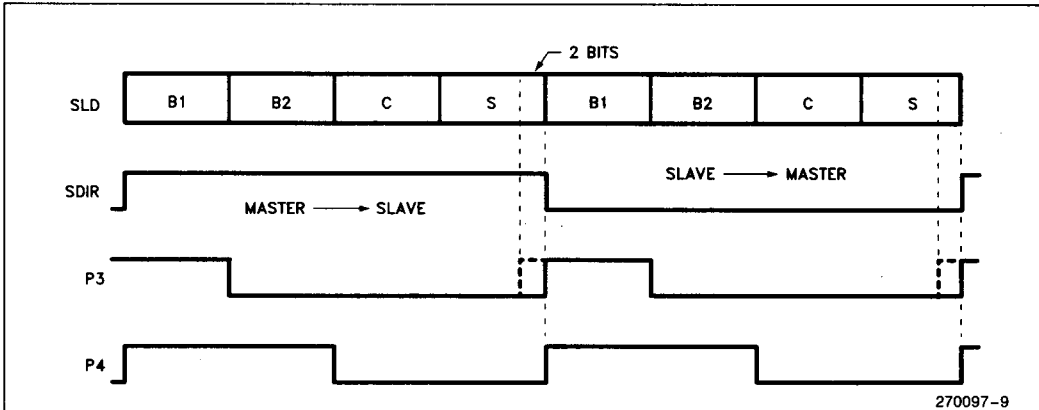 2 BITS
SLD B1 B2 C S B1 B2 C S
SDIR
MASTER → SLAVE
SLAVE → MASTER
P3
P4
270097-9